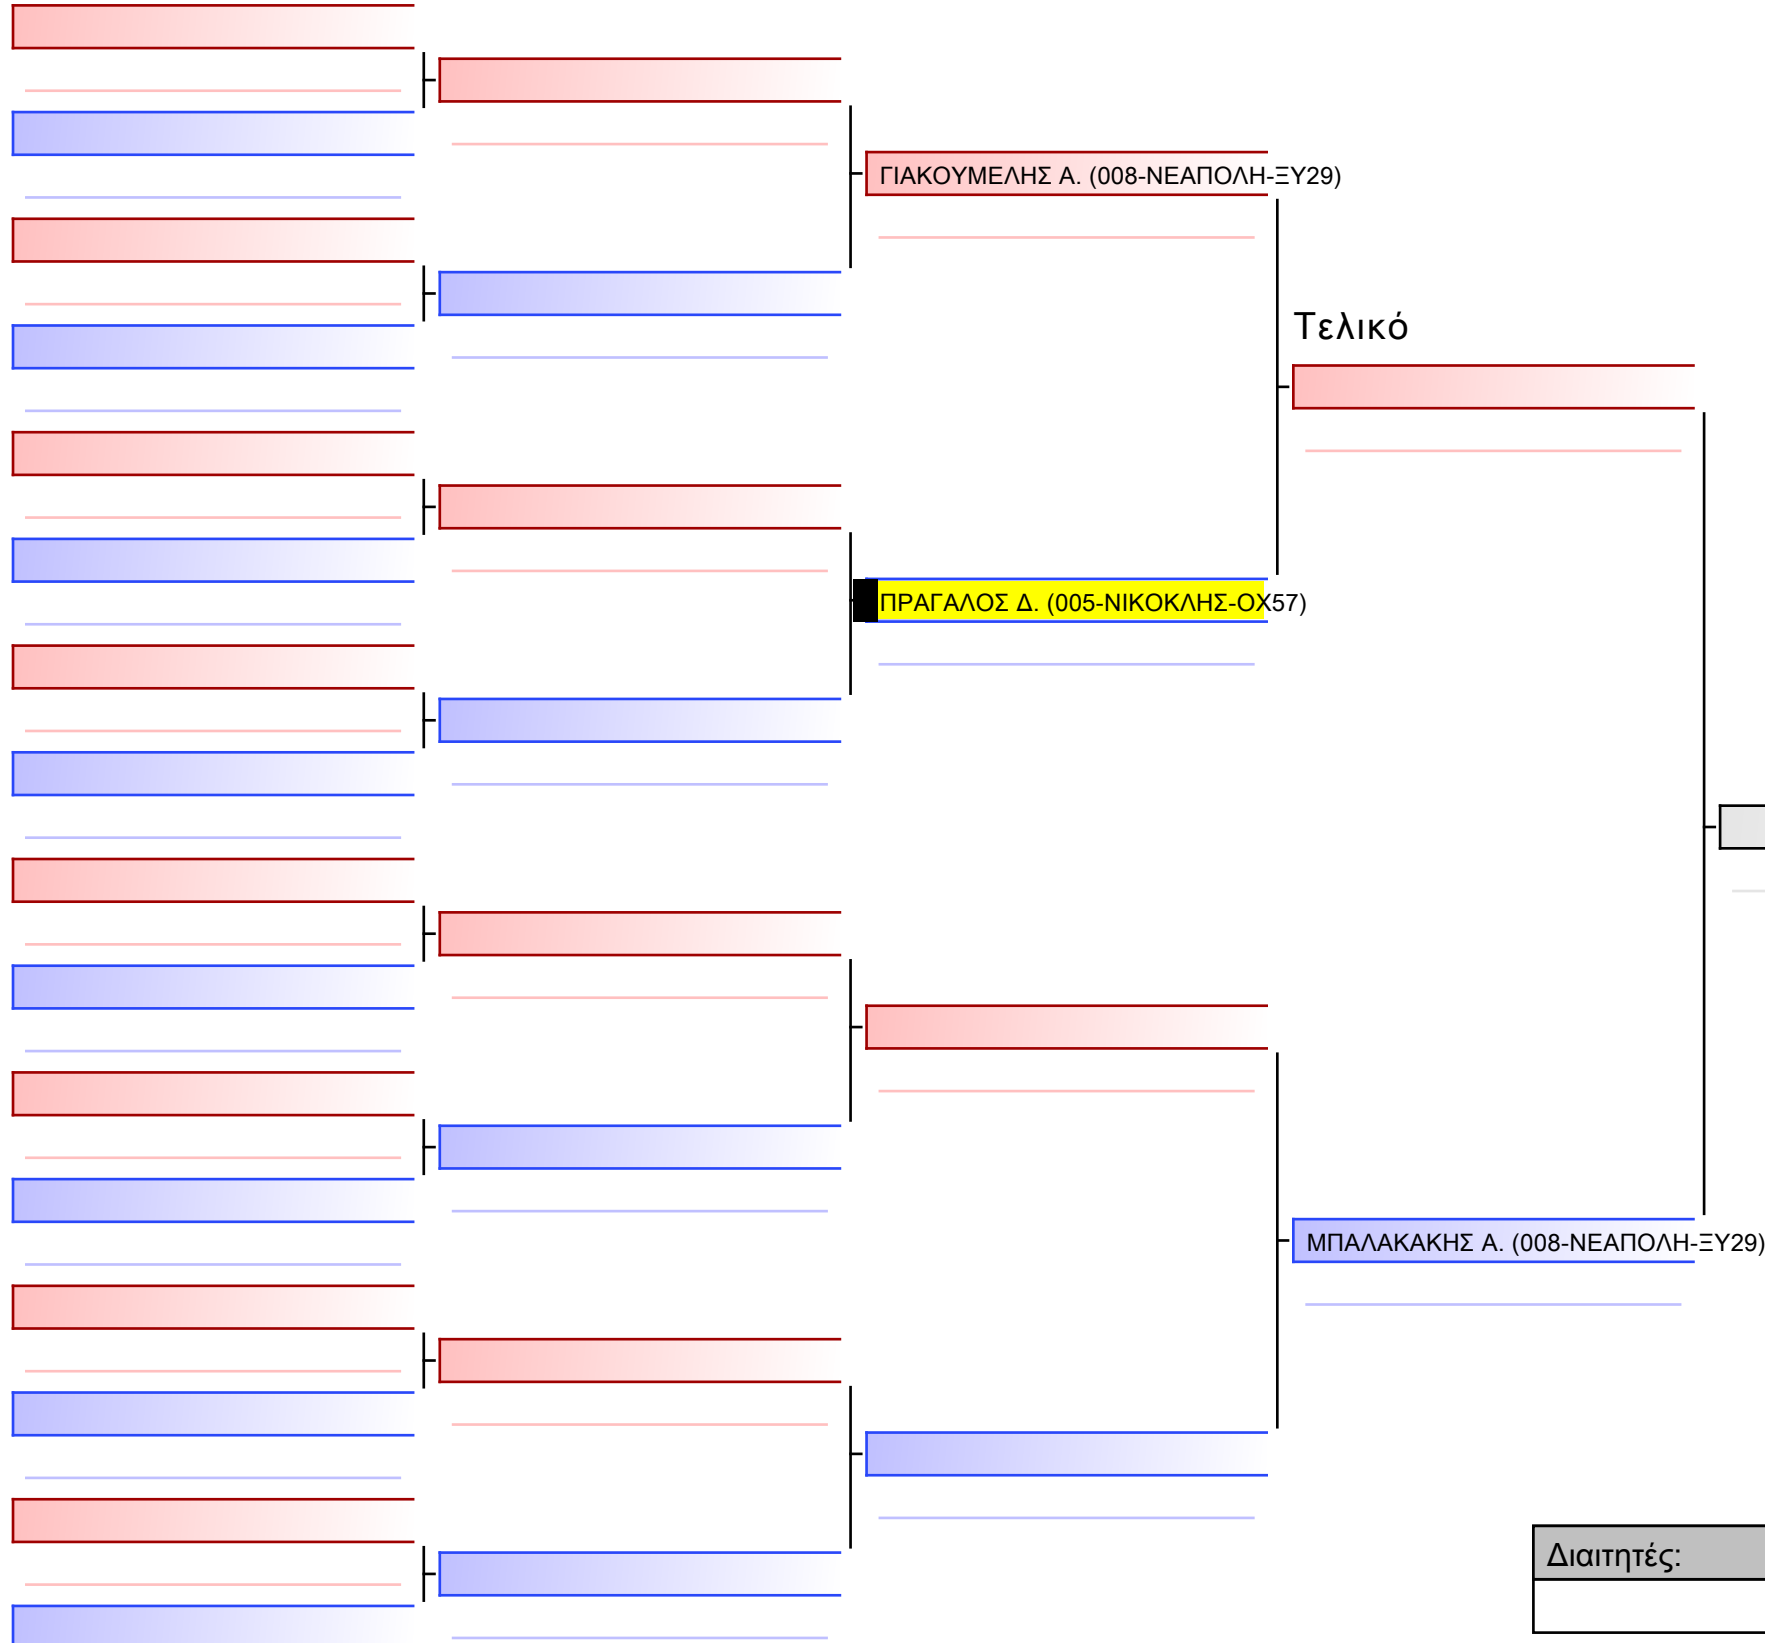 ΓΙΑΚΟΥΜΕΛΗΣ Α. (008-ΝΕΑΠΟΛΗ-ΞΥ29)
Τελικό
ΠΡΑΓΑΛΟΣ Δ. (005-ΝΙΚΟΚΛΗΣ-ΟΧ57)
ΜΠΑΛΑΚΑΚΗΣ Α. (008-ΝΕΑΠΟΛΗ-ΞΥ29)
Διαιτητές: